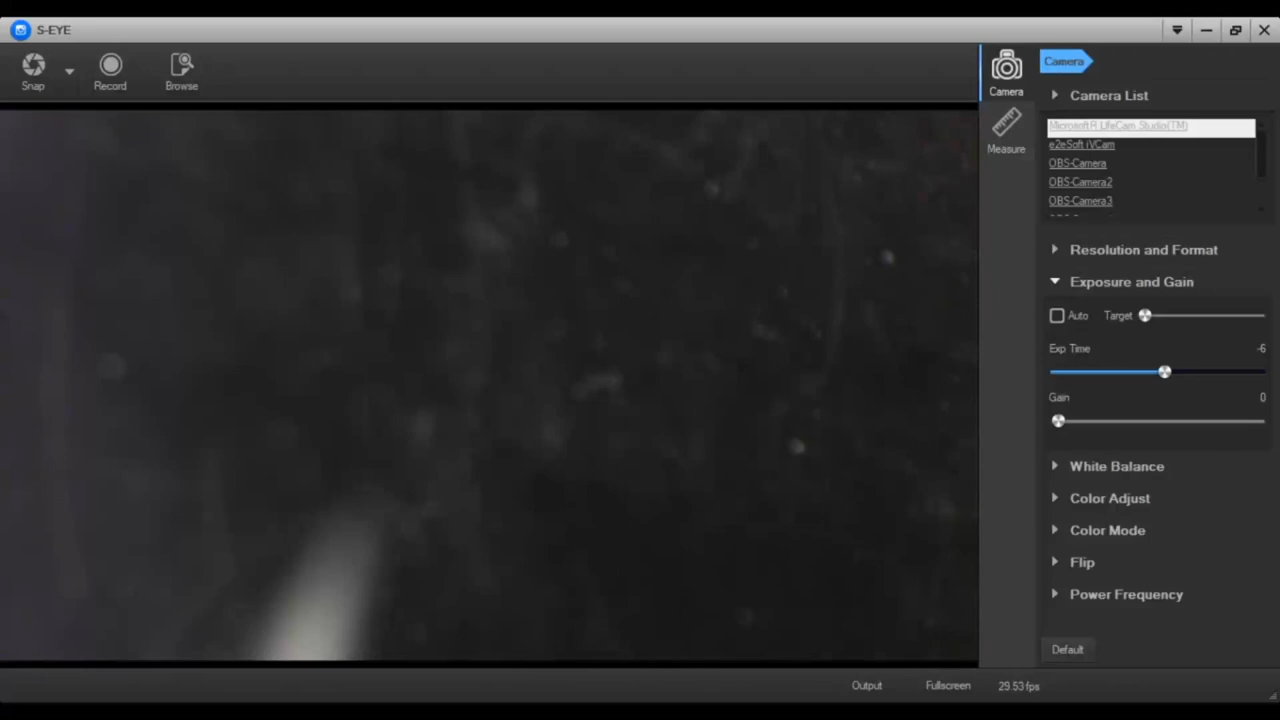 S-EYE
Snap
Record
Browse
Camera
Measure
Camera
Camera List
MicrosoftR LifeCam Studio(TM)
e2eSoft iVCam
OBS-Camera
OBS-Camera2
OBS-Camera3
Resolution and Format
Exposure and Gain
Auto Target
Exp Time -6
Gain 0
White Balance
Color Adjust
Color Mode
Flip
Power Frequency
Default
Output Fullscreen 29.53 fps